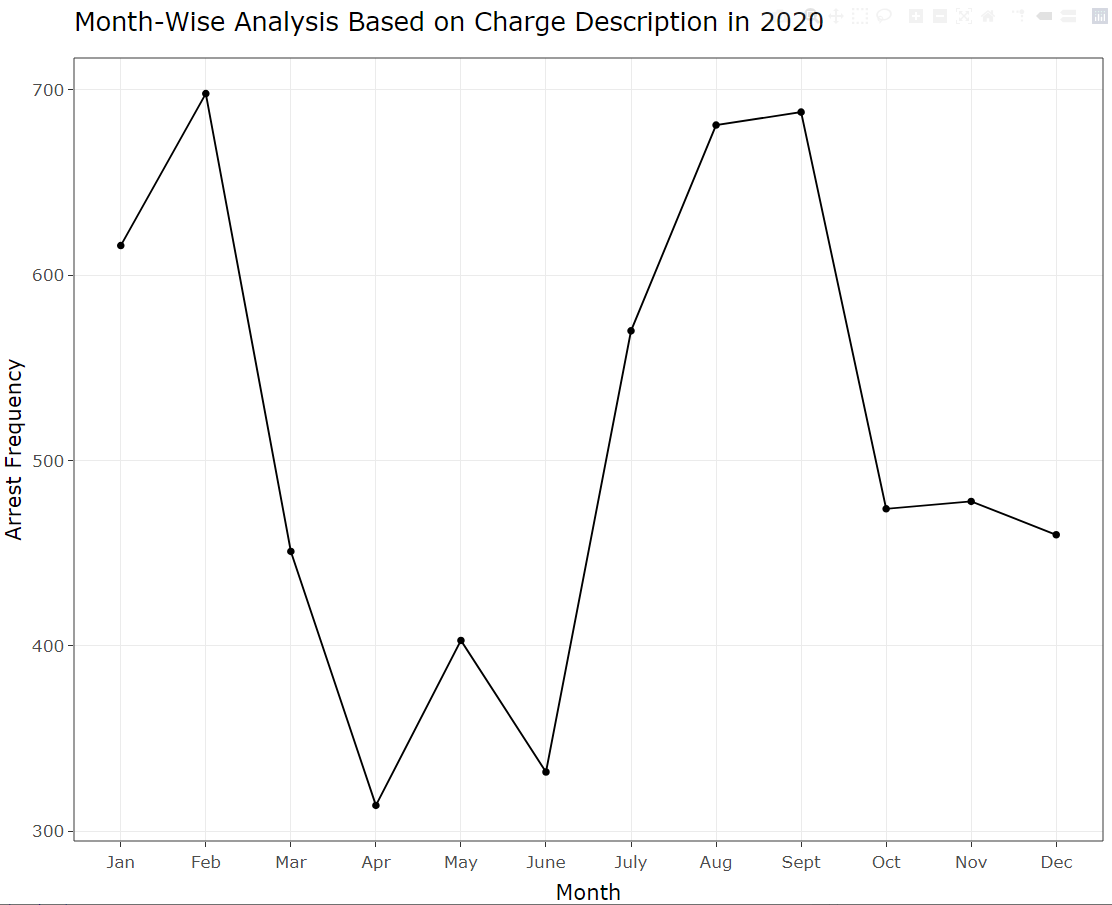 Month-Wise Analysis Based on Charge Description in 2020
700
600
500
400
300
Arrest Frequency
Jan Feb Mar Apr May June July Aug Sept Oct Nov Dec
Month